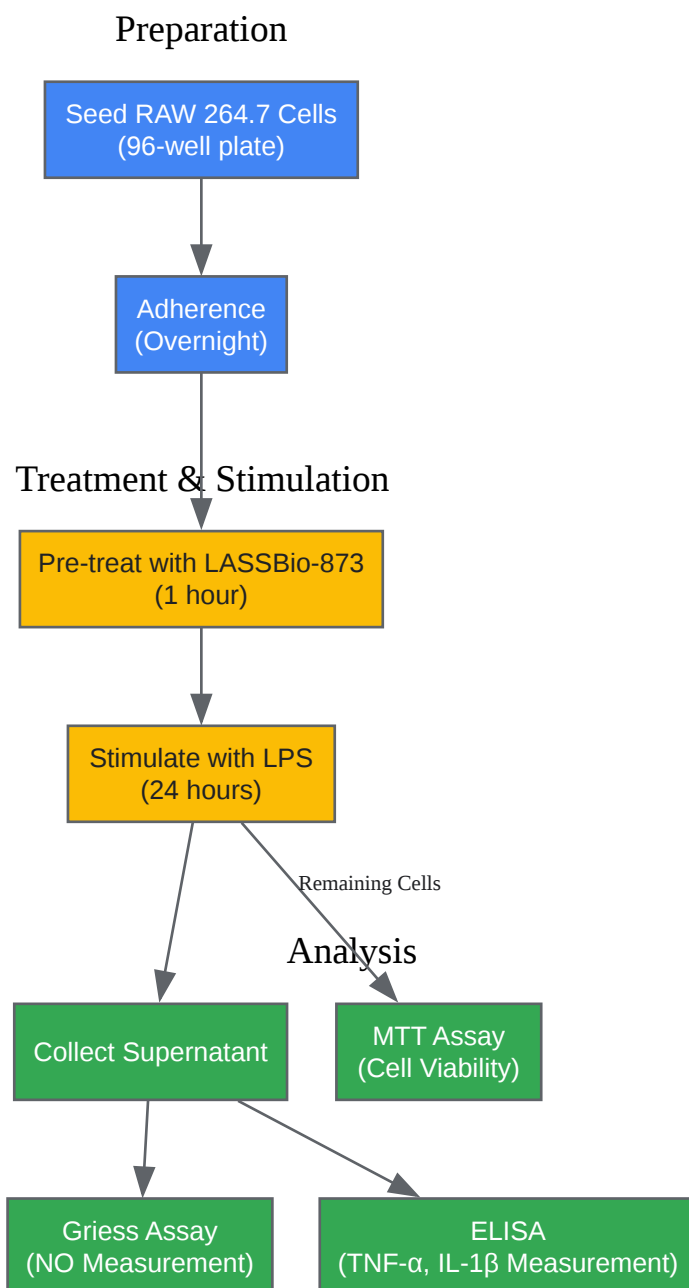 Preparation
Seed RAW 264.7 Cells
(96-well plate)
Adherence
(Overnight)
Treatment & Stimulation
Pre-treat with LASSBio-873
(1 hour)
Stimulate with LPS
(24 hours)
Remaining Cells
Analysis
Collect Supernatant
MTT Assay
(Cell Viability)
Griess Assay
(NO Measurement)
ELISA
(TNF-α, IL-1β Measurement)